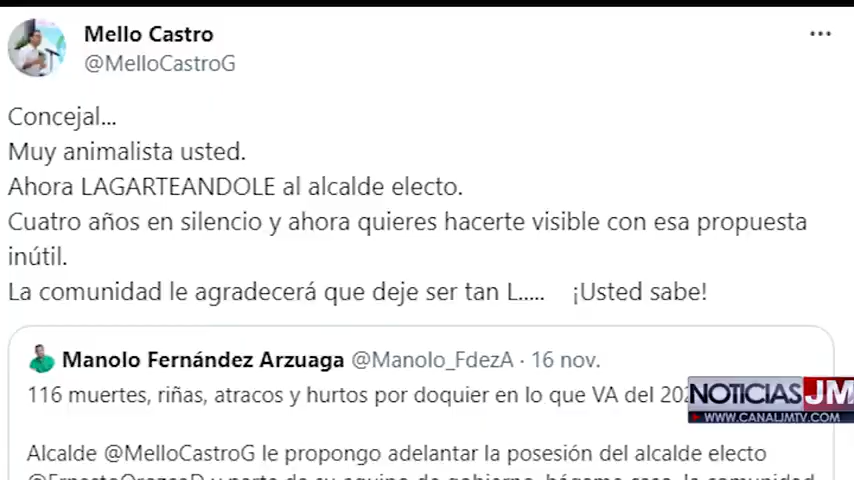 Mello Castro
@MelloCastroG
Concejal...
Muy animalista usted.
Ahora LAGARTEANDOLE al alcalde electo.
Cuatro años en silencio y ahora quieres hacerte visible con esa propuesta
inútil.
La comunidad le agradecerá que deje ser tan L..... ¡Usted sabe!
Manolo Fernández Arzuaga @Manolo_FdezA · 16 nov.
116 muertes, riñas, atracos y hurtos por doquier en lo que VA del
NOTICIAS JM
WWW.CANALJMTV.COM
Alcalde @MelloCastroG le propongo adelantar la posesión del alcalde electo